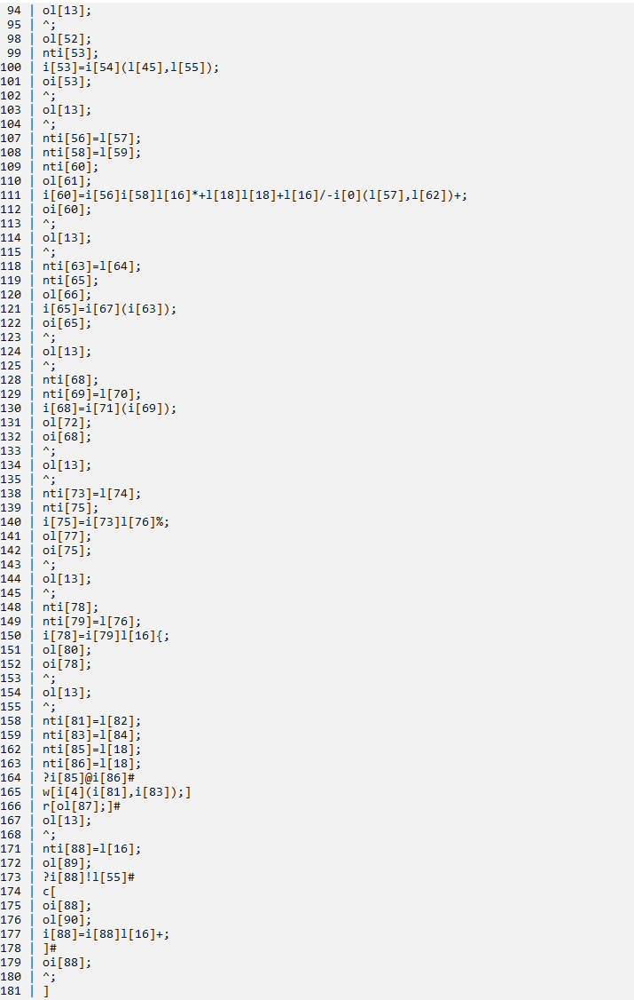 94 | ol[13];
95 | ^;
98 | ol[52];
99 | nti[53];
100 | i[53]=i[54](l[45],l[55]);
101 | oi[53];
102 | ^;
103 | ol[13];
104 | ^;
107 | nti[56]=l[57];
108 | nti[58]=l[59];
109 | nti[60];
110 | ol[61];
111 | i[60]=i[56]i[58]l[16]*+l[18]l[18]+l[16]/-i[0](l[57],l[62])+;
112 | oi[60];
113 | ^;
114 | ol[13];
115 | ^;
118 | nti[63]=l[64];
119 | nti[65];
120 | ol[66];
121 | i[65]=i[67](i[63]);
122 | oi[65];
123 | ^;
124 | ol[13];
125 | ^;
128 | nti[68];
129 | nti[69]=l[70];
130 | i[68]=i[71](i[69]);
131 | ol[72];
132 | oi[68];
133 | ^;
134 | ol[13];
135 | ^;
138 | nti[73]=l[74];
139 | nti[75];
140 | i[75]=i[73]l[76]%;
141 | ol[77];
142 | oi[75];
143 | ^;
144 | ol[13];
145 | ^;
148 | nti[78];
149 | nti[79]=l[76];
150 | i[78]=i[79]l[16]{;
151 | ol[80];
152 | oi[78];
153 | ^;
154 | ol[13];
155 | ^;
158 | nti[81]=l[82];
159 | nti[83]=l[84];
162 | nti[85]=l[18];
163 | nti[86]=l[18];
164 | ?i[85]@i[86]#
165 | w[i[4](i[81],i[83]);]
166 | r[ol[87];]#
167 | ol[13];
168 | ^;
171 | nti[88]=l[16];
172 | ol[89];
173 | ?i[88]!l[55]#
174 | c[
175 | oi[88];
176 | ol[90];
177 | i[88]=i[88]l[16]+;
178 | ]#
179 | oi[88];
180 | ^;
181 | ]